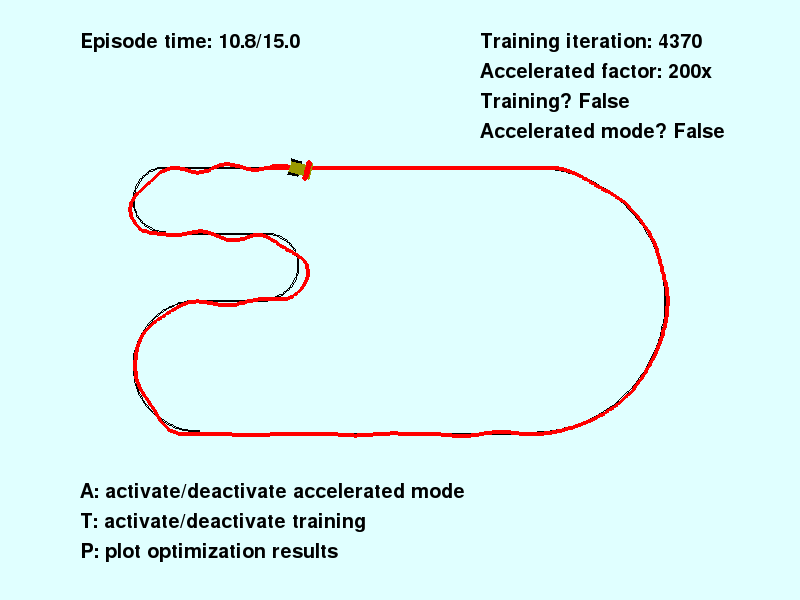 Episode time: 10.8/15.0
Training iteration: 4370
Accelerated factor: 200x
Training? False
Accelerated mode? False
A: activate/deactivate accelerated mode
T: activate/deactivate training
P: plot optimization results